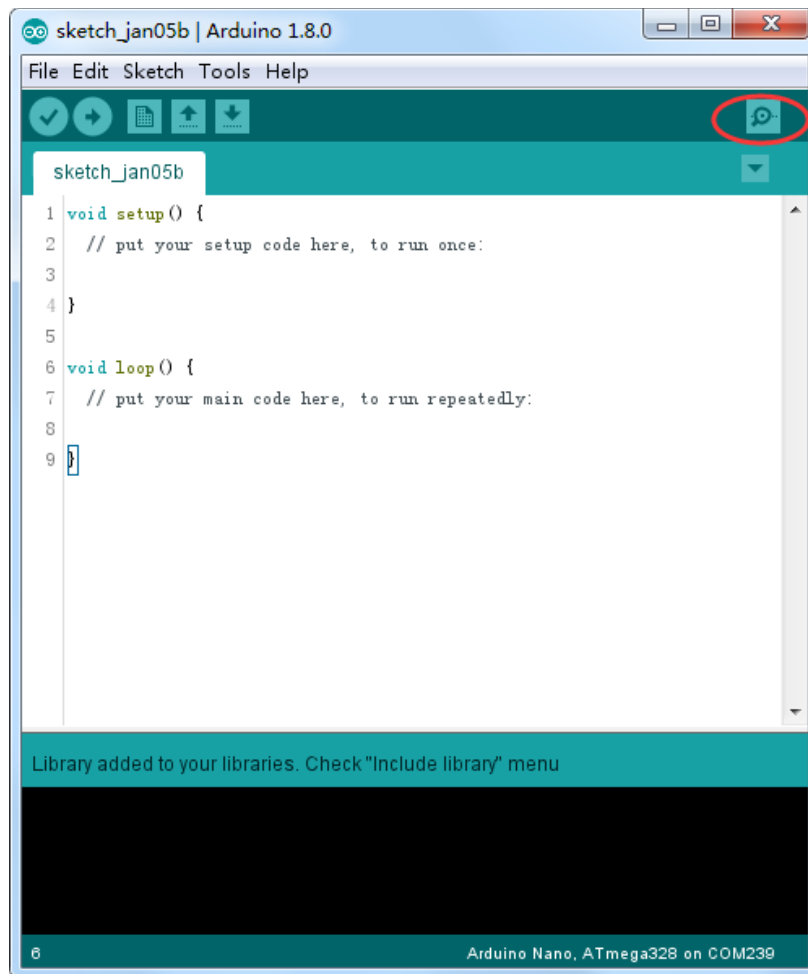 sketch_jan05b | Arduino 1.8.0
File Edit Sketch Tools Help
sketch_jan05b
1 void setup() {
2 // put your setup code here, to run once:
3
4 }
5
6 void loop() {
7 // put your main code here, to run repeatedly:
8
9 }
Library added to your libraries. Check "Include library" menu
6 Arduino Nano, ATmega328 on COM239